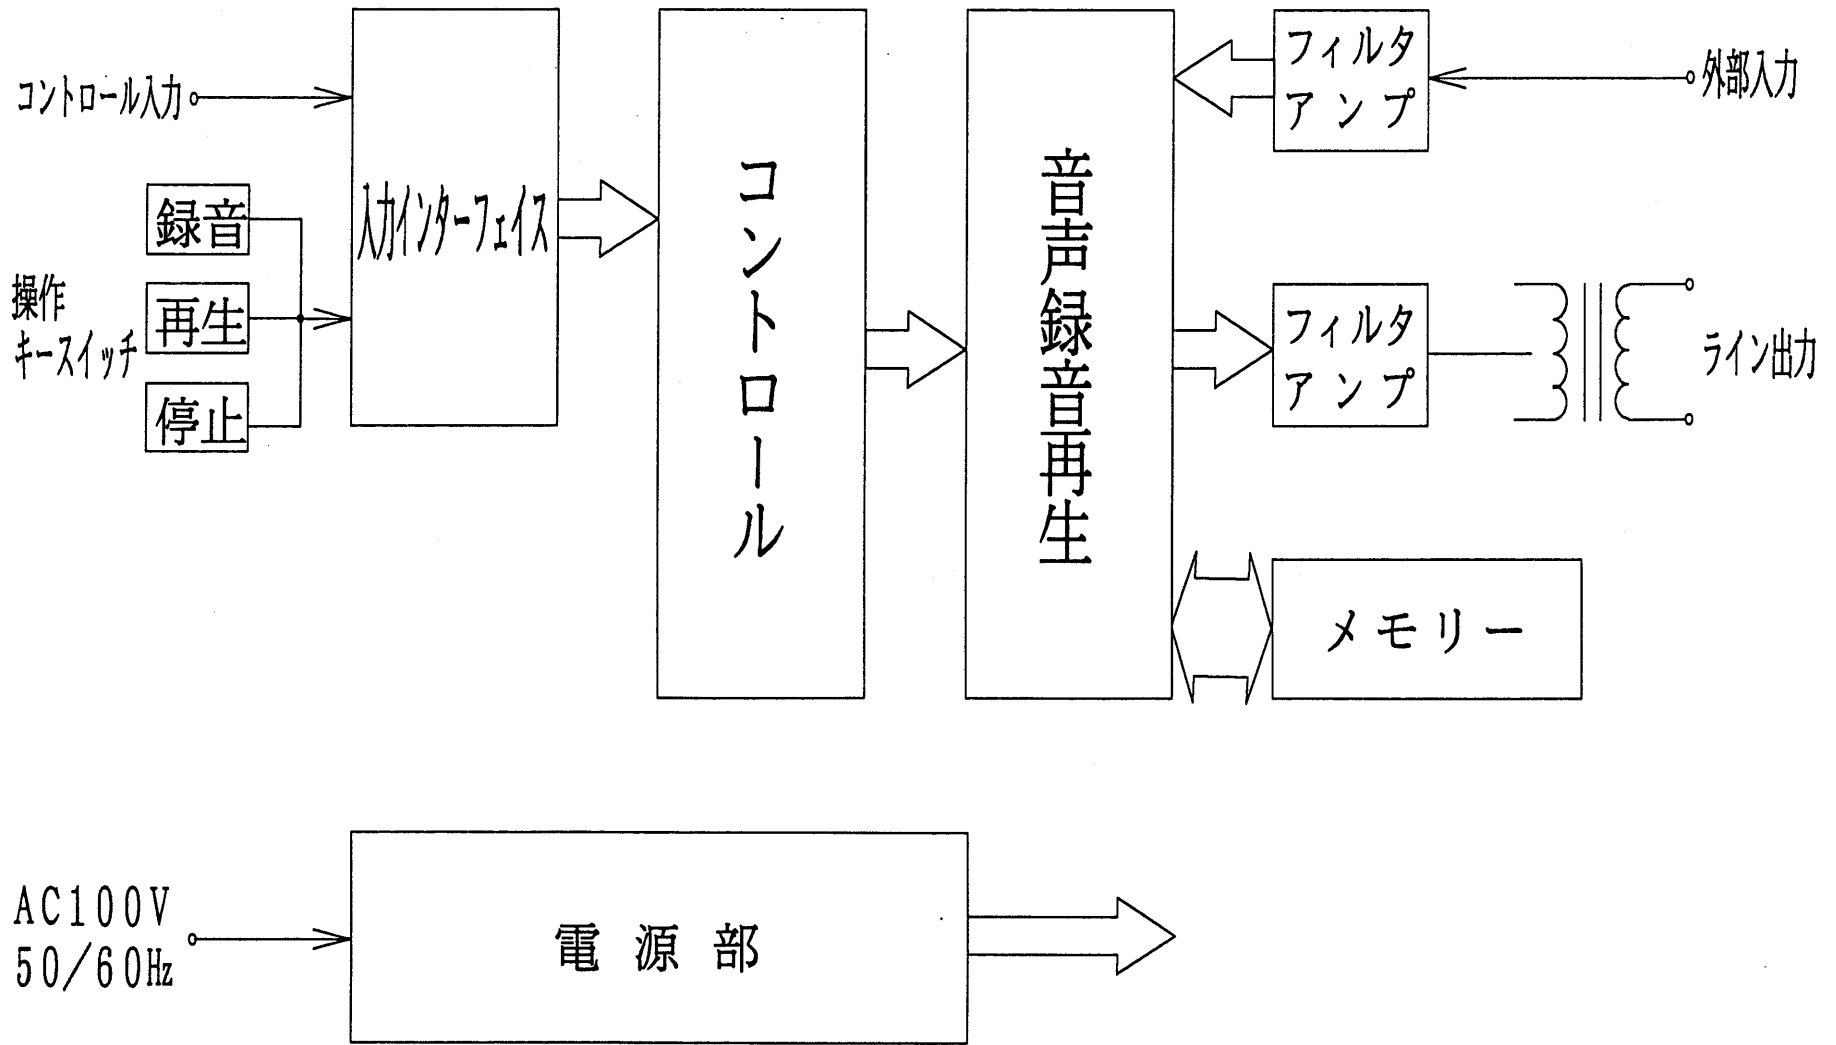 コントロール入力
操作
キースイッチ
録音
再生
停止
入力インターフェイス
コントロール
音声録音再生
フィルタ
アンプ
外部入力
フィルタ
アンプ
ライン出力
メモリー
AC100V
50/60Hz
電源部